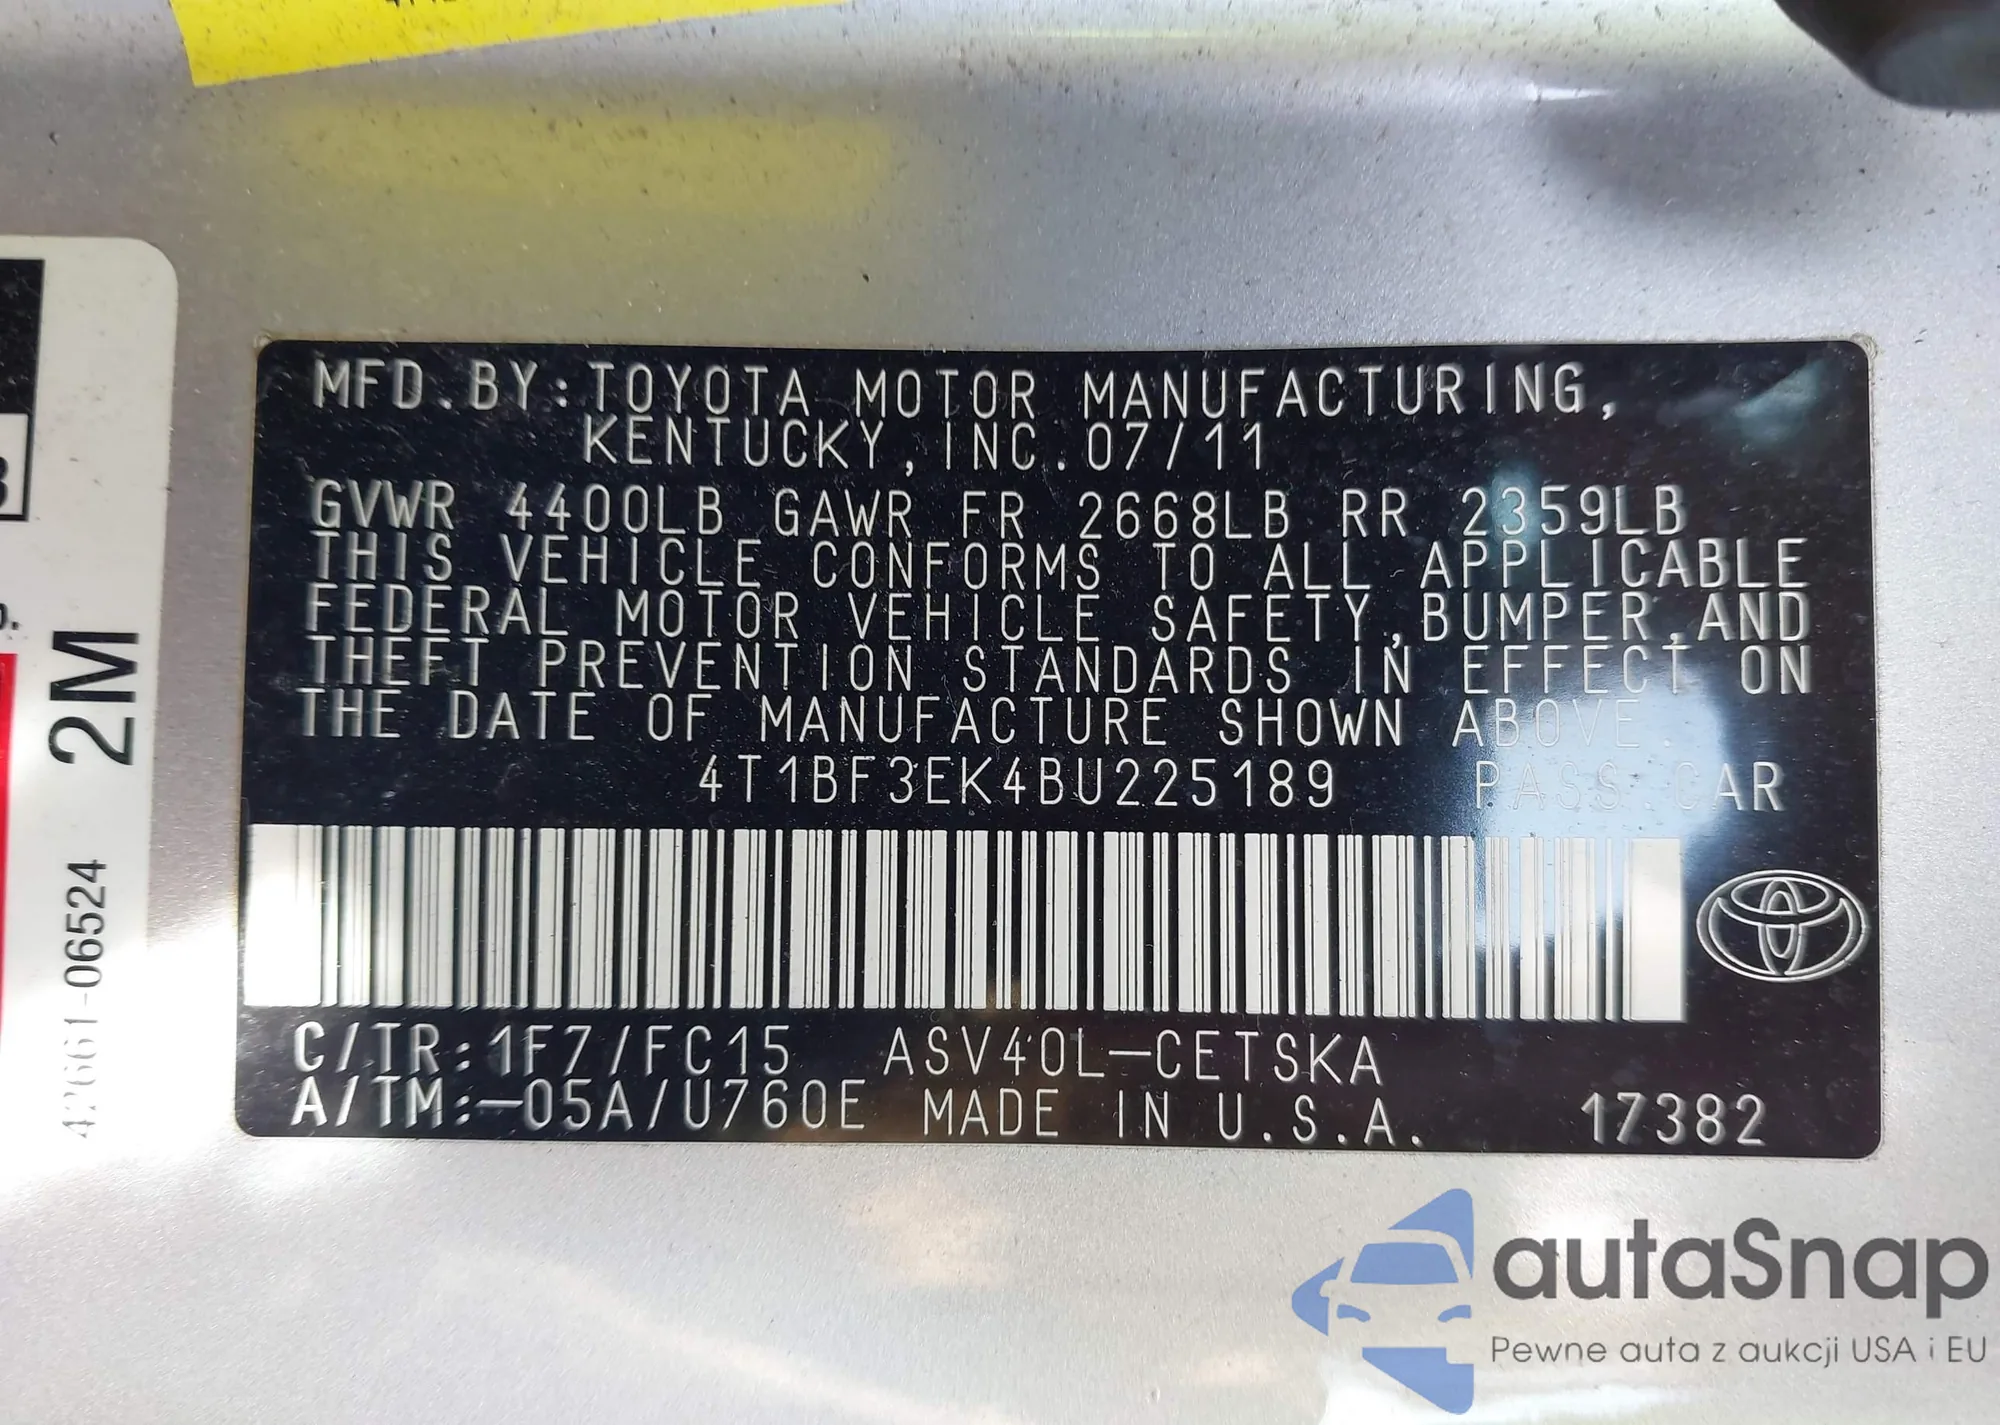 MFD.BY:TOYOTA MOTOR MANUFACTURING,
KENTUCKY,INC.07/11
GVWR 4400LB GAWR FR 2668LB RR 2359LB
THIS VEHICLE CONFORMS TO ALL APPLICABLE
FEDERAL MOTOR VEHICLE SAFETY,BUMPER,AND
THEFT PREVENTION STANDARDS IN EFFECT ON
THE DATE OF MANUFACTURE SHOWN ABOVE.
4T1BF3EK4BU225189 PASS.CAR
C/TR:1F7/FC15 ASV40L-CETSKA
A/TM:-05A/U760E MADE IN U.S.A. 17382
42661-06524 2M
autaSnap
Pewne auta z aukcji USA i EU